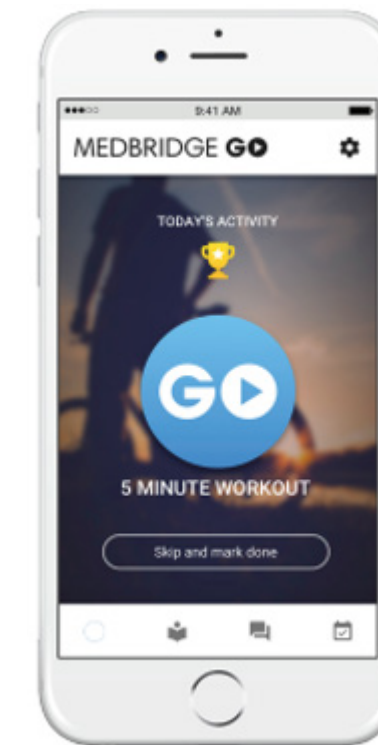 9:41 AM
MEDBRIDGE GO
TODAY'S ACTIVITY
GO
5 MINUTE WORKOUT
Skip and mark done